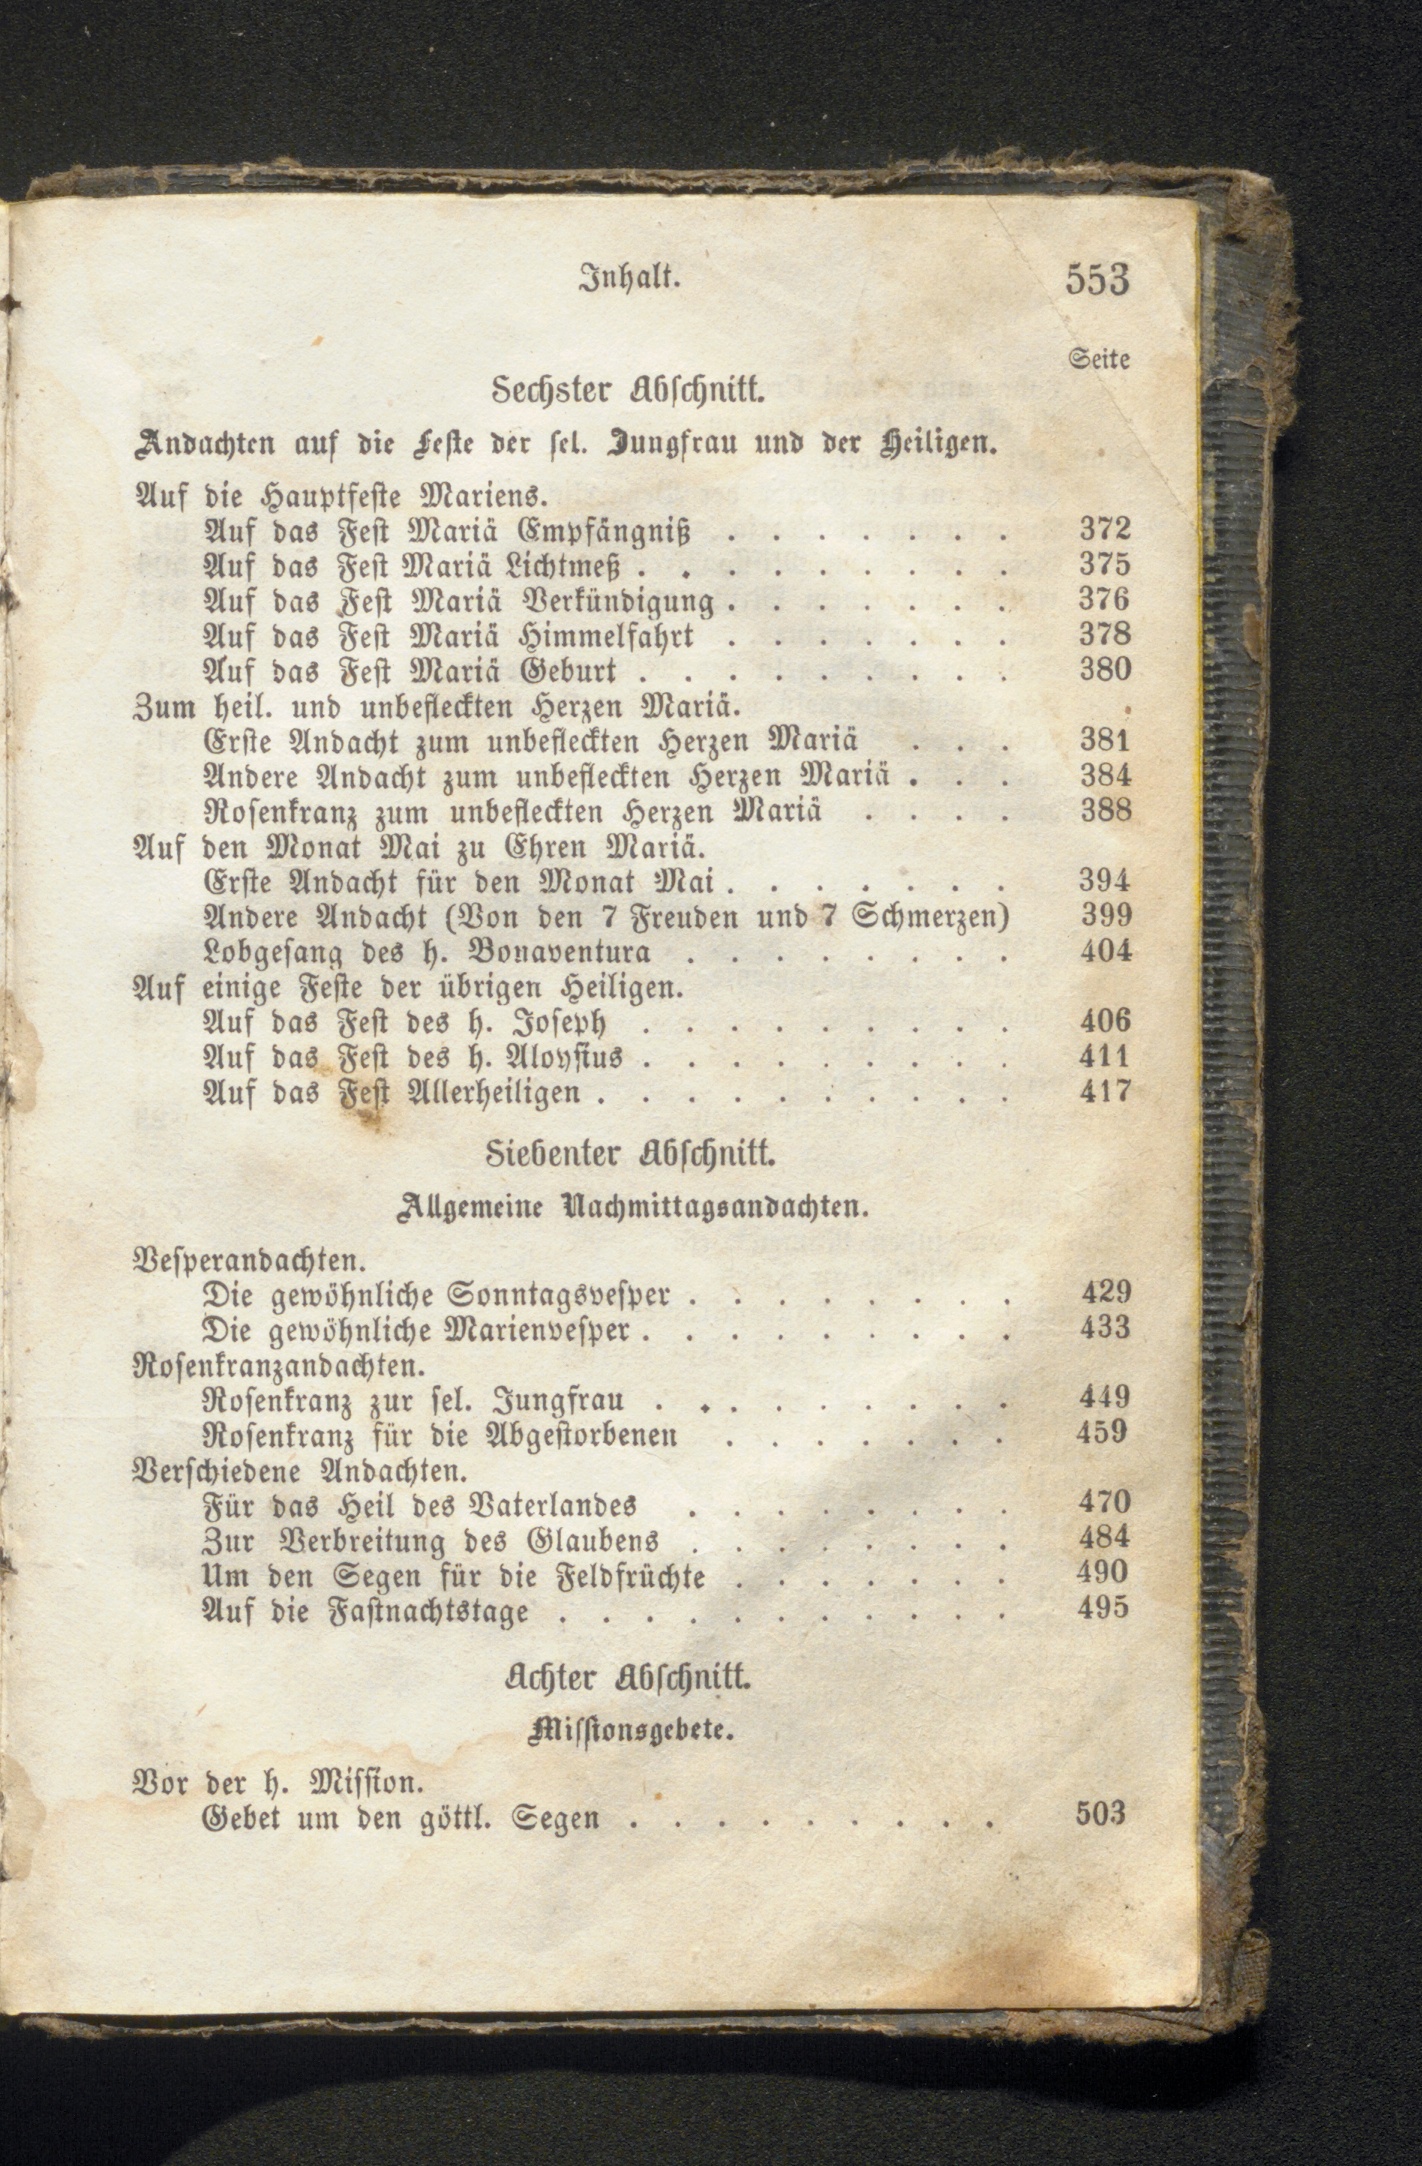 Inhalt. 553
Seite
Sechster Abschnitt.
Andachten auf die Feste der sel. Jungfrau und der Heiligen.
Auf die Hauptfeste Mariens.
Auf das Fest Mariä Empfängniß . . . . . . . 372
Auf das Fest Mariä Lichtmeß . . . . . . . . . 375
Auf das Fest Mariä Verkündigung . . . . . . . 376
Auf das Fest Mariä Himmelfahrt . . . . . . . 378
Auf das Fest Mariä Geburt . . . . . . . . . 380
Zum heil. und unbefleckten Herzen Mariä.
Erste Andacht zum unbefleckten Herzen Mariä . . . 381
Andere Andacht zum unbefleckten Herzen Mariä . . . 384
Rosenkranz zum unbefleckten Herzen Mariä . . . . 388
Auf den Monat Mai zu Ehren Mariä.
Erste Andacht für den Monat Mai . . . . . . . 394
Andere Andacht (Von den 7 Freuden und 7 Schmerzen) 399
Lobgesang des h. Bonaventura . . . . . . . . 404
Auf einige Feste der übrigen Heiligen.
Auf das Fest des h. Joseph . . . . . . . . . 406
Auf das Fest des h. Aloysius . . . . . . . . . 411
Auf das Fest Allerheiligen . . . . . . . . . . 417
Siebenter Abschnitt.
Allgemeine Nachmittagsandachten.
Vesperandachten.
Die gewöhnliche Sonntagsvesper . . . . . . . . 429
Die gewöhnliche Marienvesper . . . . . . . . . 433
Rosenkranzandachten.
Rosenkranz zur sel. Jungfrau . . . . . . . . . 449
Rosenkranz für die Abgestorbenen . . . . . . . 459
Verschiedene Andachten.
Für das Heil des Vaterlandes . . . . . . . . 470
Zur Verbreitung des Glaubens . . . . . . . . 484
Um den Segen für die Feldfrüchte . . . . . . . 490
Auf die Fastnachtstage . . . . . . . . . . . 495
Achter Abschnitt.
Missionsgebete.
Vor der h. Mission.
Gebet um den göttl. Segen . . . . . . . . . 503